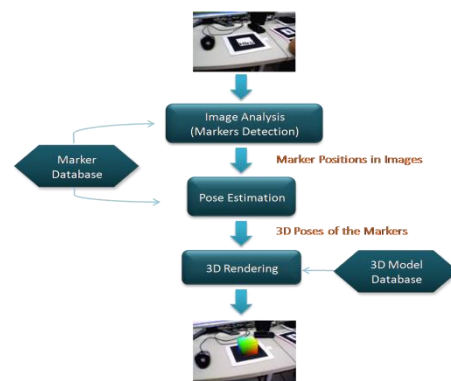 Image Analysis
(Markers Detection)
Marker
Database
Marker Positions in Images
Pose Estimation
3D Poses of the Markers
3D Rendering
3D Model
Database